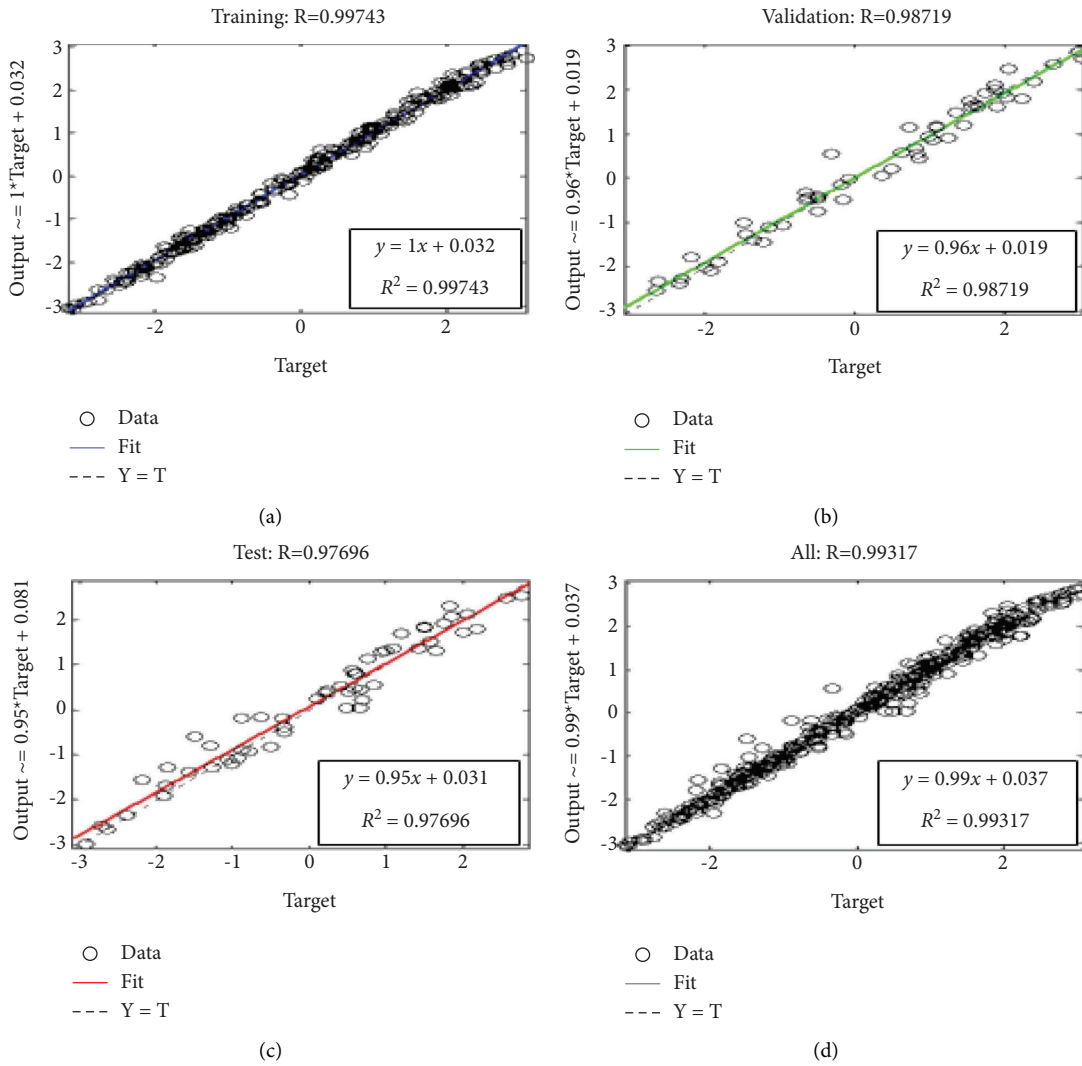 Training: R=0.99743
Output ~= 1*Target + 0.032
3
2
1
0
-1
-2
-3
y = 1x + 0.032
R² = 0.99743
-2
0
2
Target
Data
Fit
Y = T
(a)
Validation: R=0.98719
Output ~= 0.96*Target + 0.019
3
2
1
0
-1
-2
-3
y = 0.96x + 0.019
R² = 0.98719
-2
0
2
Target
Data
Fit
Y = T
(b)
Test: R=0.97696
Output ~= 0.95*Target + 0.081
2
1
0
-1
-2
-3
y = 0.95x + 0.031
R² = 0.97696
-3
-2
-1
0
1
2
Target
Data
Fit
Y = T
(c)
All: R=0.99317
Output ~= 0.99*Target + 0.037
3
2
1
0
-1
-2
-3
y = 0.99x + 0.037
R² = 0.99317
-2
0
2
Target
Data
Fit
Y = T
(d)